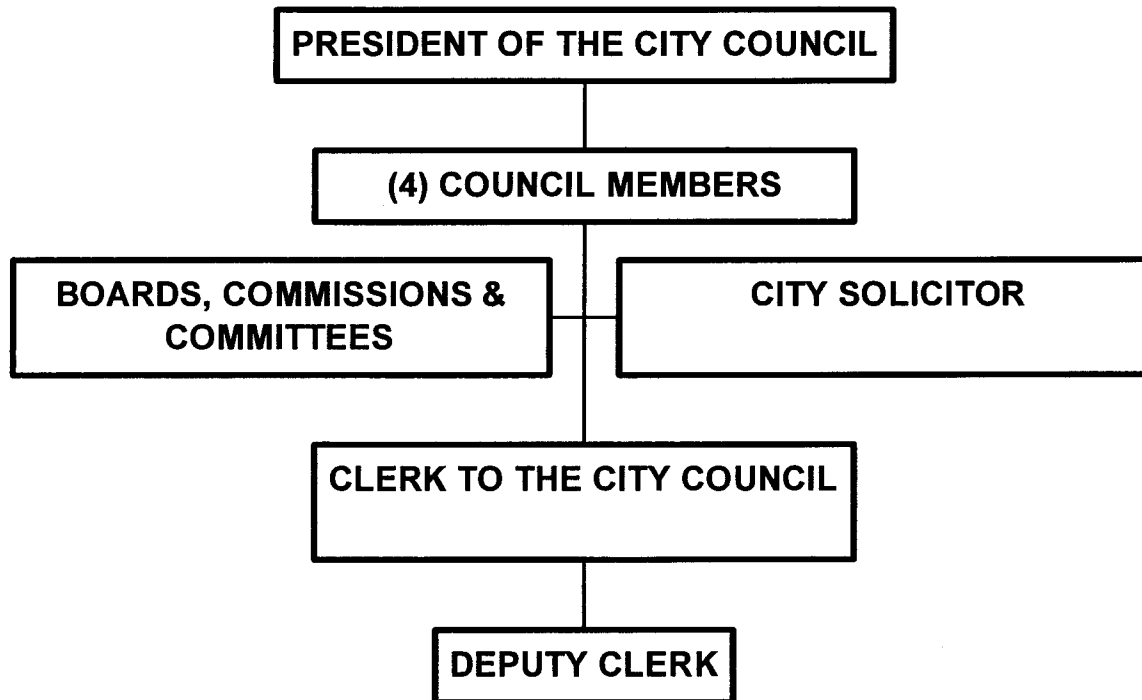 PRESIDENT OF THE CITY COUNCIL
(4) COUNCIL MEMBERS
BOARDS, COMMISSIONS &
COMMITTEES
CITY SOLICITOR
CLERK TO THE CITY COUNCIL
DEPUTY CLERK